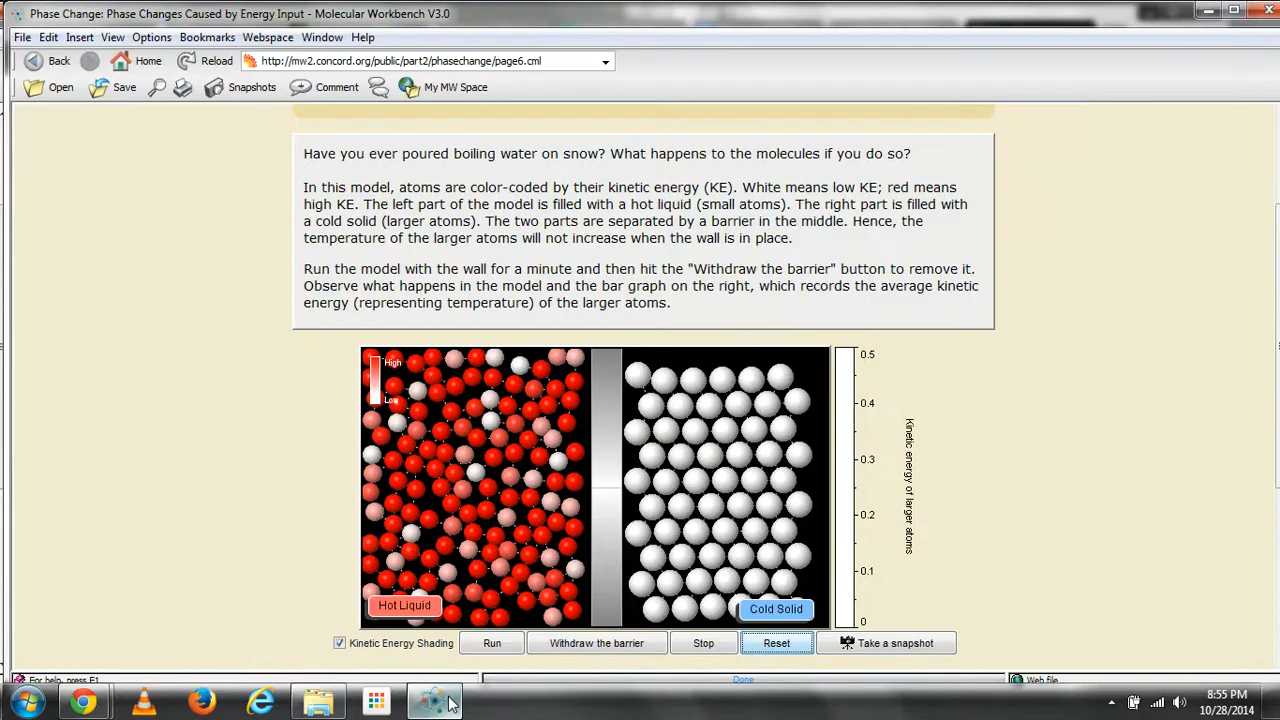 Phase Change: Phase Changes Caused by Energy Input - Molecular Workbench V3.0
File Edit Insert View Options Bookmarks Webspace Window Help
Back Home Reload http://mw2.concord.org/public/part2/phasechange/page6.cml
Open Save Snapshots Comment My MW Space
Have you ever poured boiling water on snow? What happens to the molecules if you do so?
In this model, atoms are color-coded by their kinetic energy (KE). White means low KE; red means
high KE. The left part of the model is filled with a hot liquid (small atoms). The right part is filled with
a cold solid (larger atoms). The two parts are separated by a barrier in the middle. Hence, the
temperature of the larger atoms will not increase when the wall is in place.
Run the model with the wall for a minute and then hit the "Withdraw the barrier" button to remove it.
Observe what happens in the model and the bar graph on the right, which records the average kinetic
energy (representing temperature) of the larger atoms.
High
Low
Hot Liquid
Cold Solid
0.5
0.4
0.3
0.2
0.1
0
Kinetic energy of larger atoms
Kinetic Energy Shading Run Withdraw the barrier Stop Reset Take a snapshot
For help, press F1 Done Web file
8:55 PM
10/28/2014